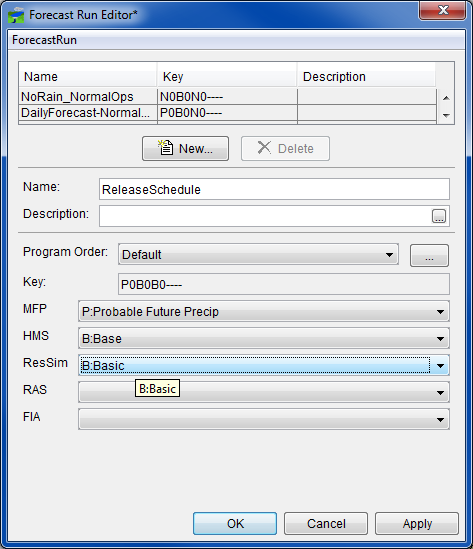 Forecast Run Editor*
ForecastRun
Name Key Description
NoRain_NormalOps N0B0N0----
DailyForecast-Normal... P0B0N0----
New... Delete
Name: ReleaseSchedule
Description: ...
Program Order: Default ...
Key: P0B0B0----
MFP P:Probable Future Precip
HMS B:Base
ResSim B:Basic
RAS B:Basic
FIA
OK Cancel Apply